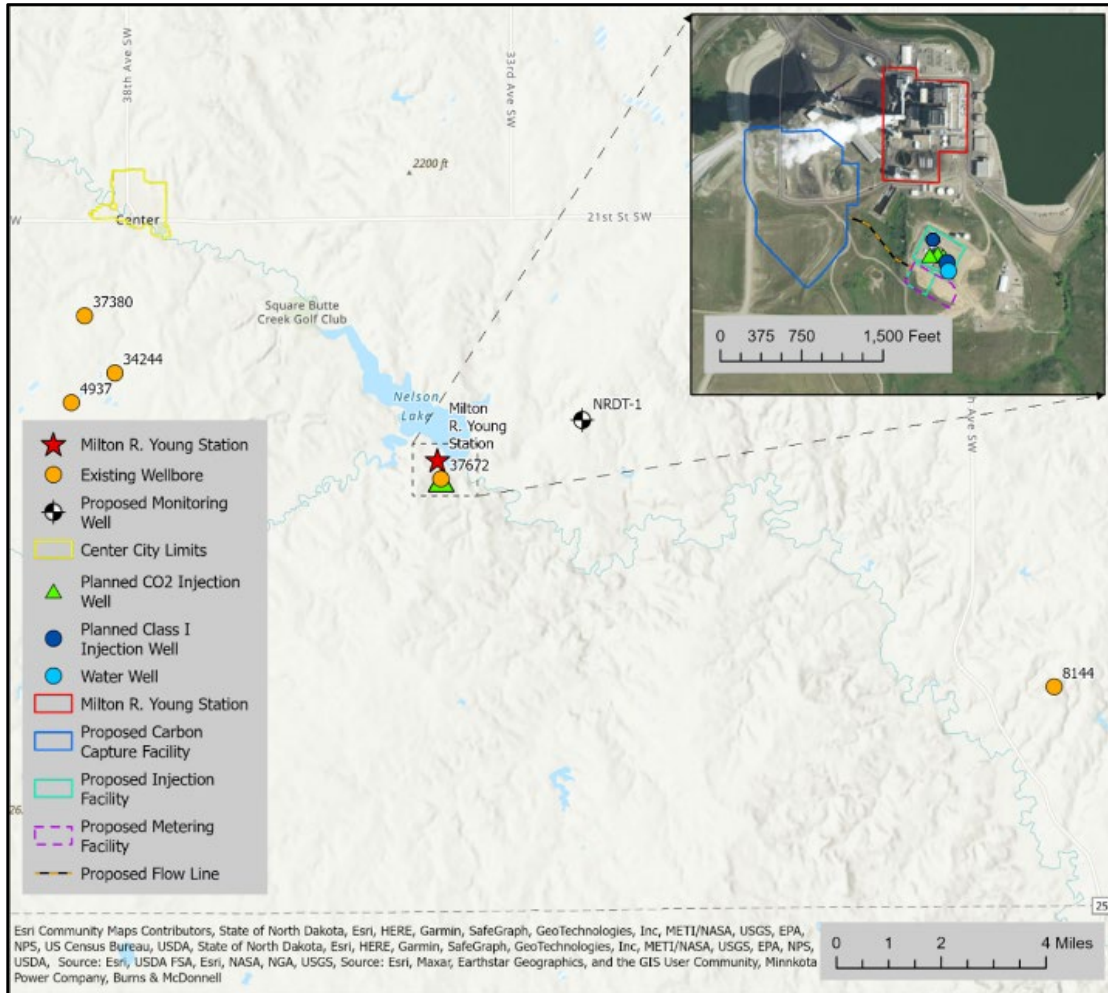 38th Ave SW
33rd Ave SW
2200 ft
Center
W
21st St SW
37380
34244
4937
Square Butte
Creek Golf Club
Nelson
Lake
Milton
R. Young
Station
37672
NRDT-1
0 375 750 1,500 Feet
th Ave SW
8144
Milton R. Young Station
Existing Wellbore
Proposed Monitoring
Well
Center City Limits
Planned CO2 Injection
Well
Planned Class I
Injection Well
Water Well
Milton R. Young Station
Proposed Carbon
Capture Facility
Proposed Injection
Facility
Proposed Metering
Facility
Proposed Flow Line
26
25
Esri Community Maps Contributors, State of North Dakota, Esri, HERE, Garmin, SafeGraph, GeoTechnologies, Inc, METI/NASA, USGS, EPA,
NPS, US Census Bureau, USDA, State of North Dakota, Esri, HERE, Garmin, SafeGraph, GeoTechnologies, Inc, METI/NASA, USGS, EPA, NPS,
USDA, Source: Esri, USDA FSA, Esri, NASA, NGA, USGS, Source: Esri, Maxar, Earthstar Geographics, and the GIS User Community, Minnkota
Power Company, Burns & McDonnell
0 1 2 4 Miles